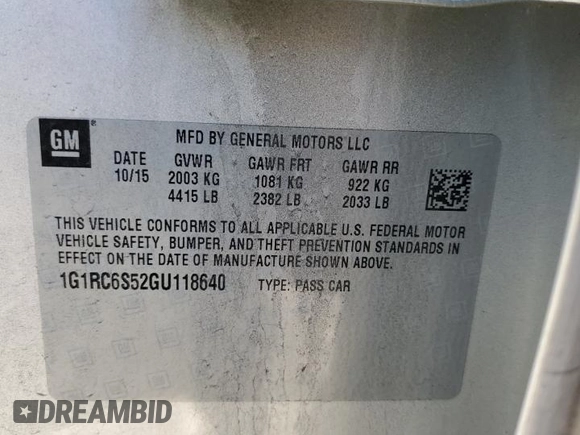 GM
MFD BY GENERAL MOTORS LLC
DATE GVWR GAWR FRT GAWR RR
10/15 2003 KG 1081 KG 922 KG
4415 LB 2382 LB 2033 LB
THIS VEHICLE CONFORMS TO ALL APPLICABLE U.S. FEDERAL MOTOR
VEHICLE SAFETY, BUMPER, AND THEFT PREVENTION STANDARDS IN
EFFECT ON THE DATE OF MANUFACTURE SHOWN ABOVE.
1G1RC6S52GU118640 TYPE: PASS CAR
DREAMBID